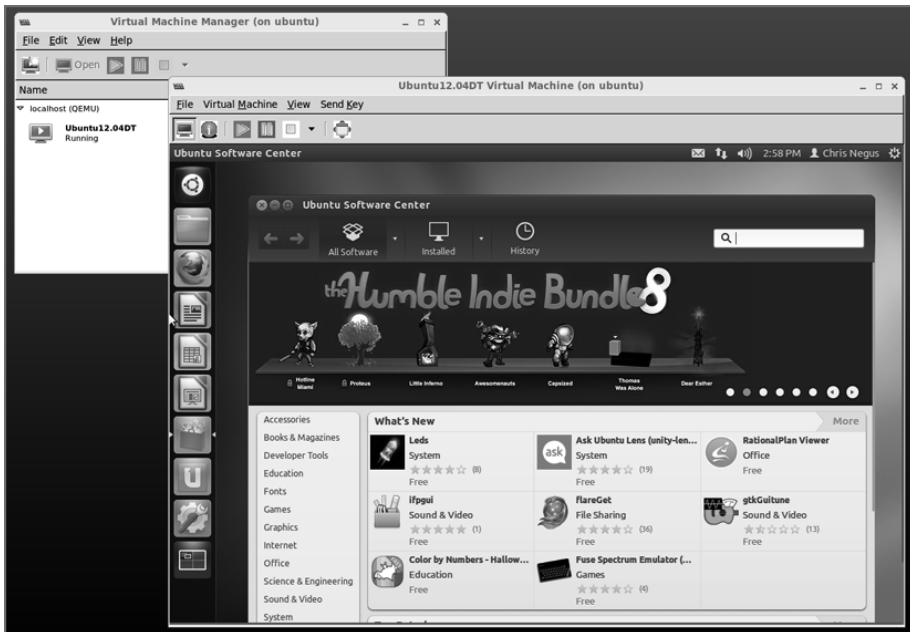 Virtual Machine Manager (on ubuntu)
File Edit View Help
Open
Name
localhost (QEMU)
Ubuntu12.04DT
Running
Ubuntu12.04DT Virtual Machine (on ubuntu)
File Virtual Machine View Send Key
Ubuntu Software Center
2:58 PM Chris Negus
Ubuntu Software Center
All Software Installed History
the Humble Indie Bundle 8
Hotline Miami
Proteus
Little Inferno
Awesomenauts
Capsized
Thomas Was Alone
Dear Esther
Accessories
Books & Magazines
Developer Tools
Education
Fonts
Games
Graphics
Internet
Office
Science & Engineering
Sound & Video
System
What's New More
Leds
System
(8)
Free
ask
Ask Ubuntu Lens (unity-len...
System
(19)
Free
RationalPlan Viewer
Office
Free
ifpgui
Sound & Video
(1)
Free
flareGet
File Sharing
(36)
Free
gtkGuitune
Sound & Video
(13)
Free
Color by Numbers - Hallow...
Education
Free
Fuse Spectrum Emulator (...
Games
(4)
Free